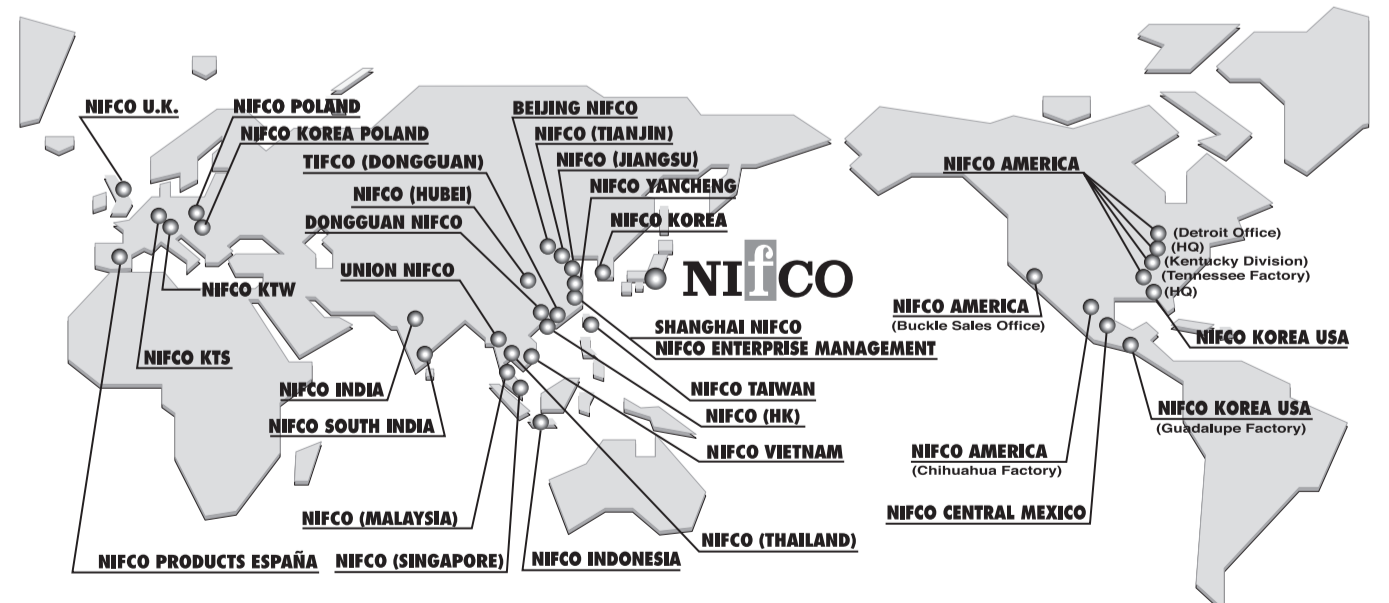 NIFCO U.K.
NIFCO POLAND
NIFCO KOREA POLAND
TIFCO (DONGGUAN)
NIFCO (HUBEI)
DONGGUAN NIFCO
UNION NIFCO
BEIJING NIFCO
NIFCO (TIANJIN)
NIFCO (JIANGSU)
NIFCO YANCHENG
NIFCO KOREA
NIfCO
NIFCO KTW
NIFCO KTS
NIFCO INDIA
NIFCO SOUTH INDIA
SHANGHAI NIFCO
NIFCO ENTERPRISE MANAGEMENT
NIFCO TAIWAN
NIFCO (HK)
NIFCO VIETNAM
NIFCO (MALAYSIA)
NIFCO (THAILAND)
NIFCO PRODUCTS ESPAÑA
NIFCO (SINGAPORE)
NIFCO INDONESIA
NIFCO AMERICA
(Detroit Office)
(HQ)
(Kentucky Division)
(Tennessee Factory)
(HQ)
NIFCO KOREA USA
NIFCO AMERICA
(Buckle Sales Office)
NIFCO KOREA USA
(Guadalupe Factory)
NIFCO AMERICA
(Chihuahua Factory)
NIFCO CENTRAL MEXICO